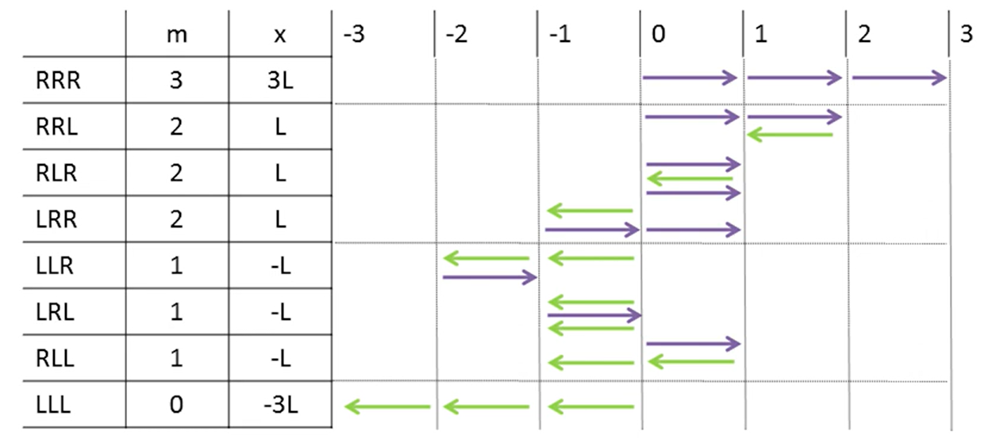 m x -3 -2 -1 0 1 2 3
RRR 3 3L
RRL 2 L
RLR 2 L
LRR 2 L
LLR 1 -L
LRL 1 -L
RLL 1 -L
LLL 0 -3L